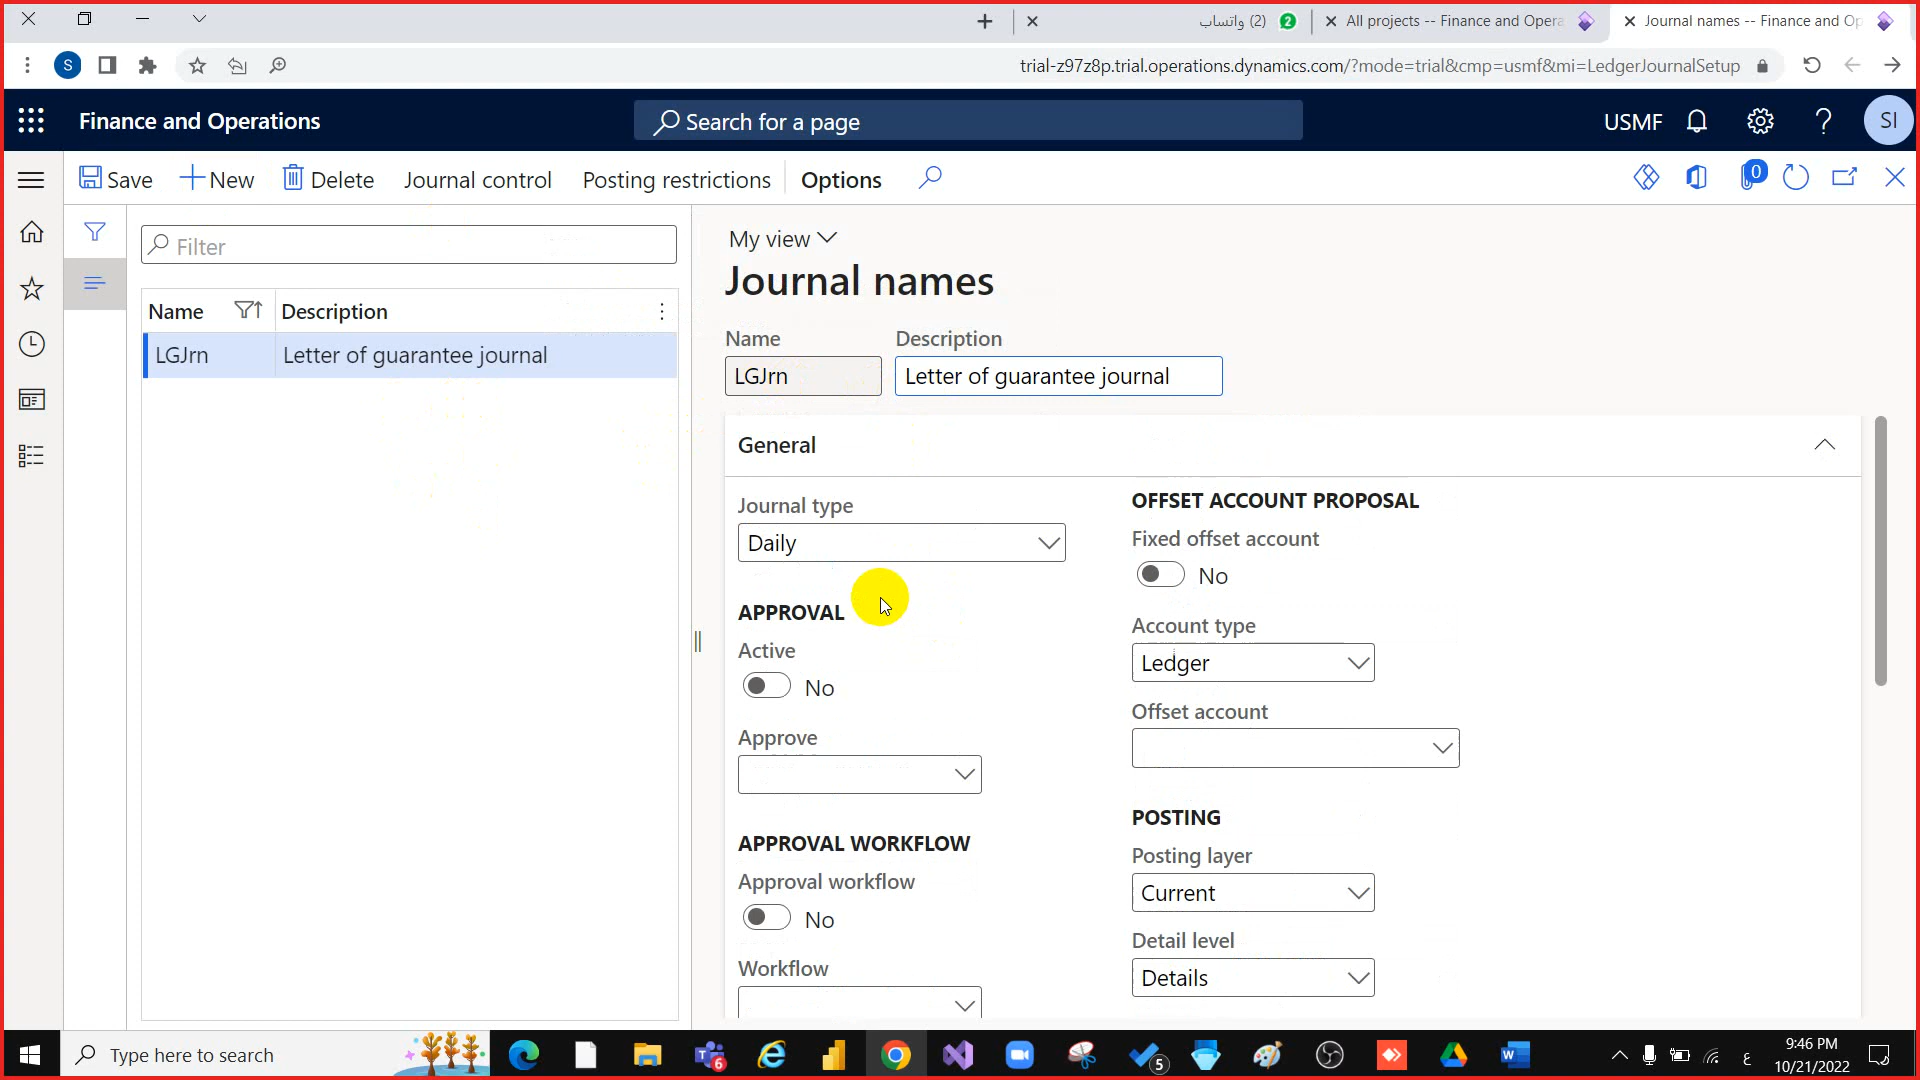 (2) واتساب
2
All projects -- Finance and Opera
Journal names -- Finance and Op
S
trial-z97z8p.trial.operations.dynamics.com/?mode=trial&cmp=usmf&mi=LedgerJournalSetup
Finance and Operations
Search for a page
USMF
?
SI
Save
New
Delete
Journal control
Posting restrictions
Options
0
Filter
Name
Description
LGJrn
Letter of guarantee journal
My view
Journal names
Name
Description
LGJrn
Letter of guarantee journal
General
Journal type
Daily
APPROVAL
Active
No
Approve
APPROVAL WORKFLOW
Approval workflow
No
Workflow
OFFSET ACCOUNT PROPOSAL
Fixed offset account
No
Account type
Ledger
Offset account
POSTING
Posting layer
Current
Detail level
Details
Type here to search
6
5
ع
9:46 PM
10/21/2022